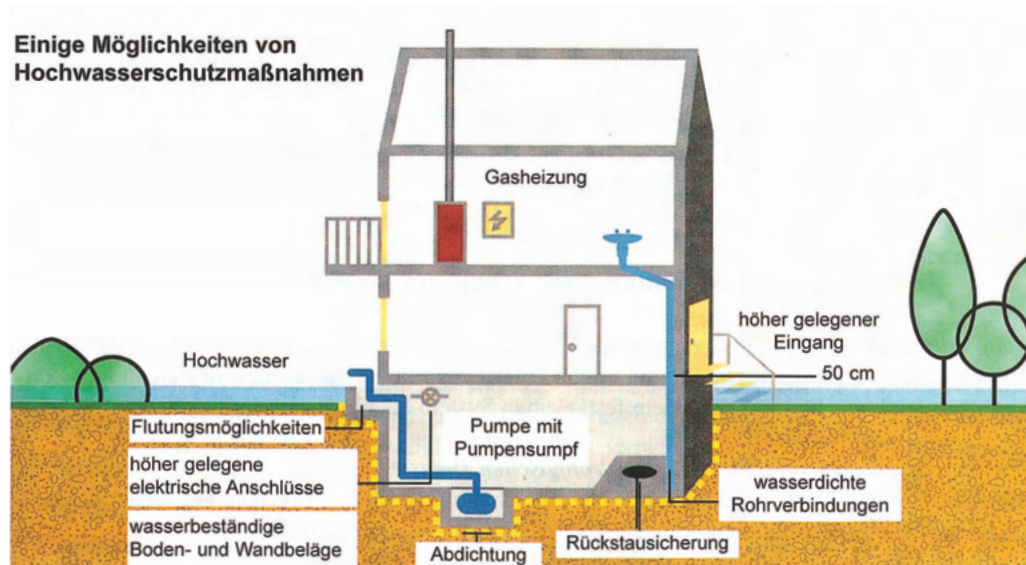 Einige Möglichkeiten von
Hochwasserschutzmaßnahmen
Gasheizung
höher gelegener
Eingang
50 cm
Hochwasser
Flutungsmöglichkeiten
Pumpe mit
Pumpensumpf
höher gelegene
elektrische Anschlüsse
wasserdichte
Rohrverbindungen
wasserbeständige
Boden- und Wandbeläge
Abdichtung
Rückstausicherung